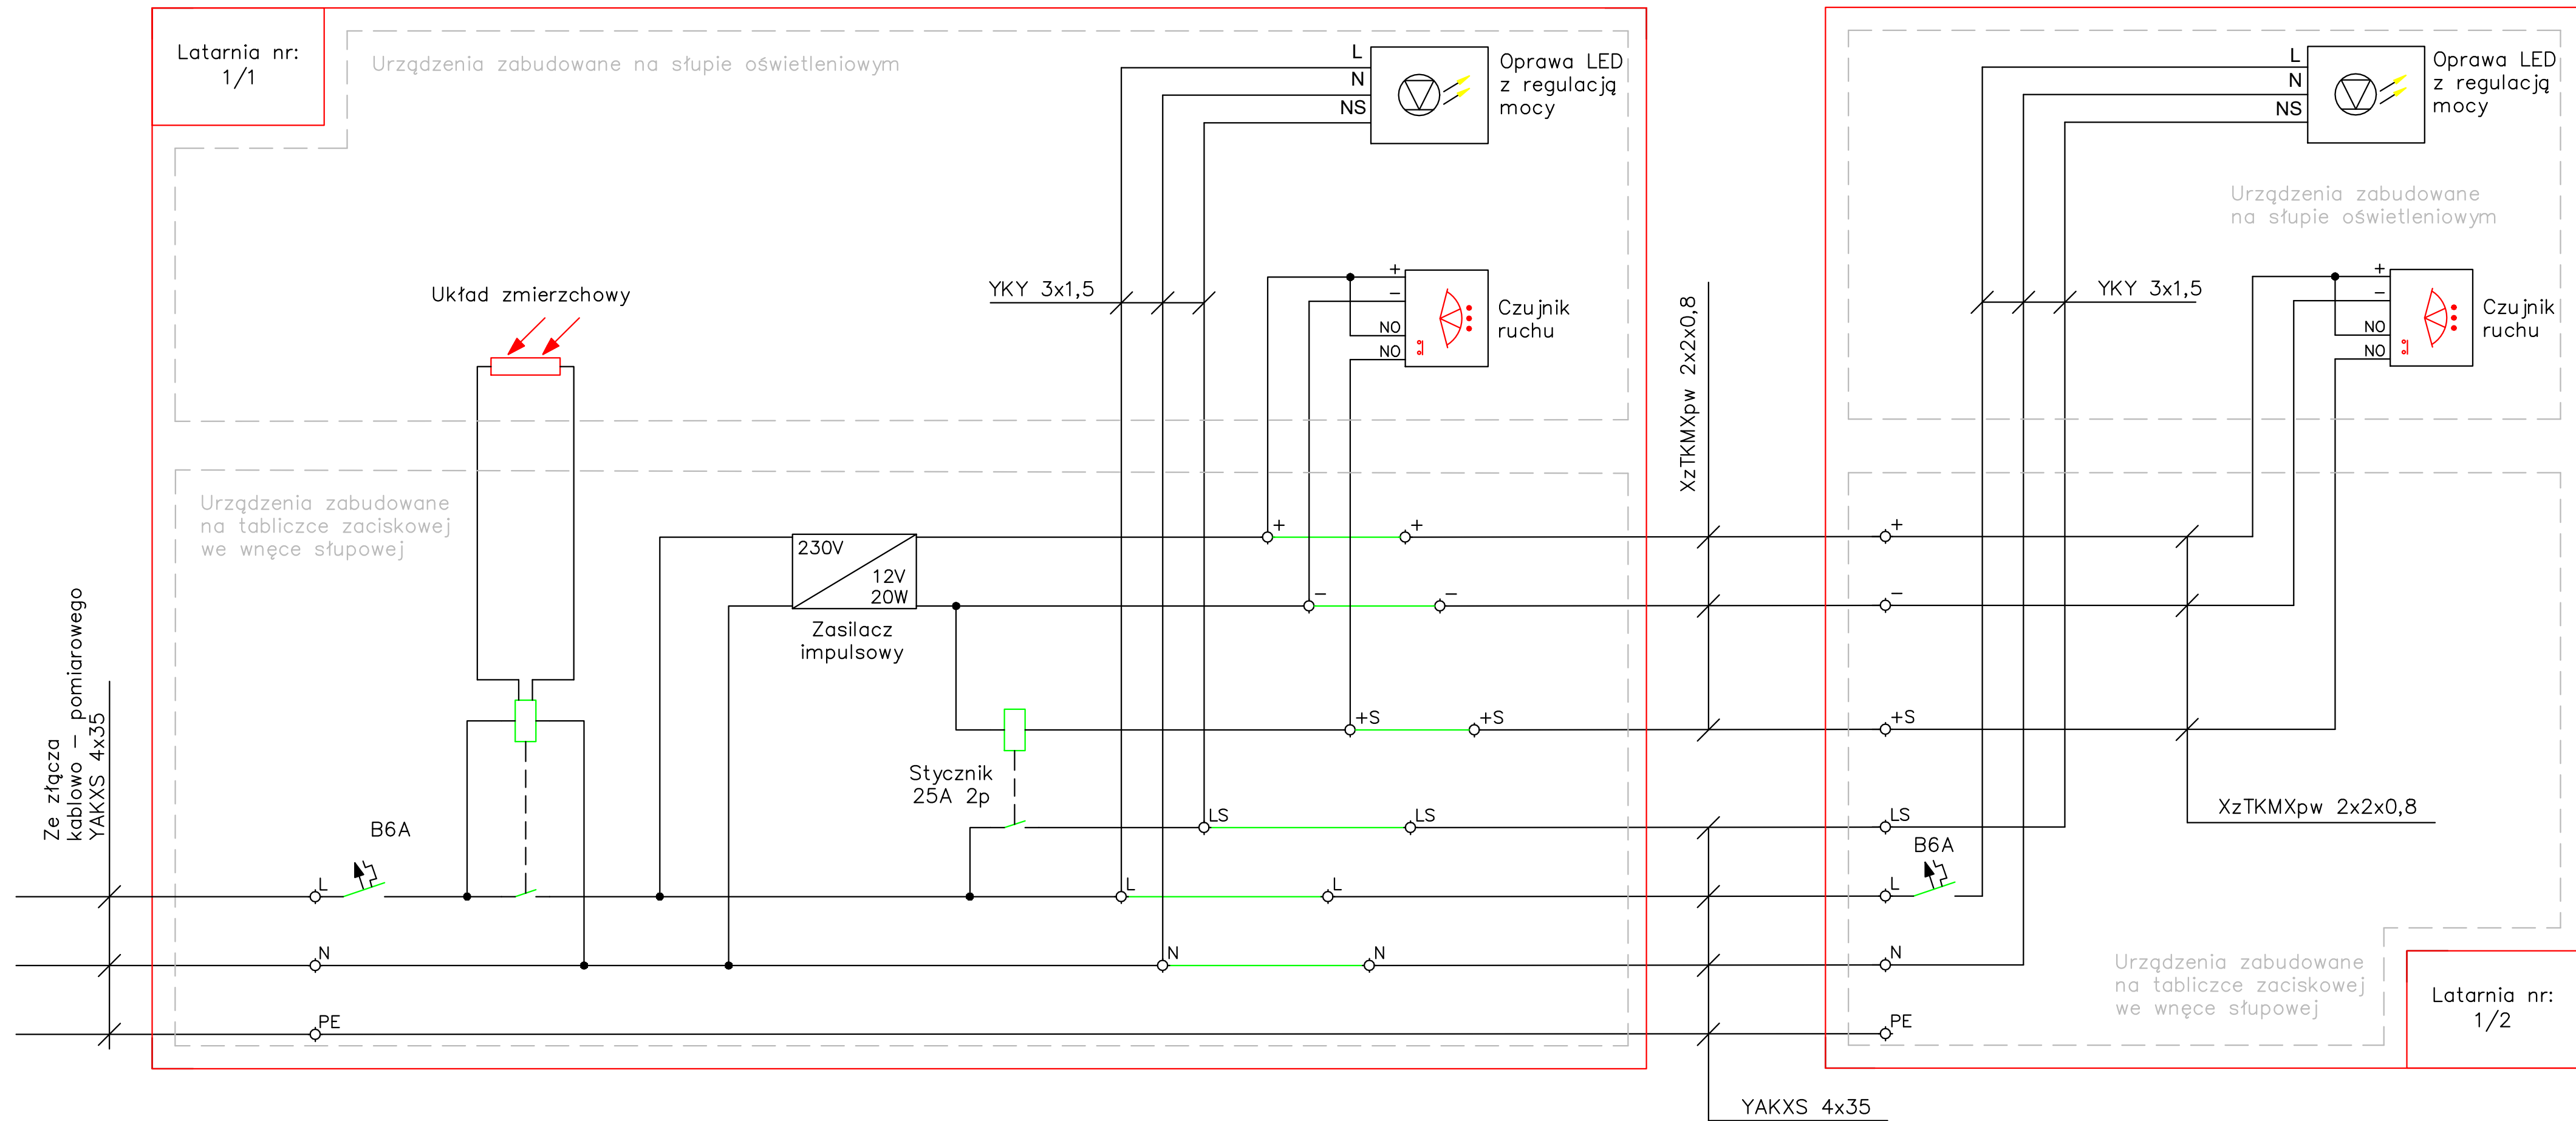 Latarnia nr:
1/1
Urządzenia zabudowane na słupie oświetleniowym
L
N
NS
Oprawa LED
z regulacją
mocy
Układ zmierzchowy
YKY 3x1,5
+
−
NO
NO
Czujnik
ruchu
XzTKMXpw 2x2x0,8
Urządzenia zabudowane
na tabliczce zaciskowej
we wnęce słupowej
230V
12V
20W
Zasilacz
impulsowy
+
+
−
−
+S
+S
Stycznik
25A 2p
LS
LS
Ze złącza
kablowo − pomiarowego
YAKXS 4x35
B6A
L
L
L
N
N
N
PE
YAKXS 4x35
L
N
NS
Oprawa LED
z regulacją
mocy
Urządzenia zabudowane
na słupie oświetleniowym
YKY 3x1,5
+
−
NO
NO
Czujnik
ruchu
+
−
+S
LS
XzTKMXpw 2x2x0,8
B6A
L
N
PE
Urządzenia zabudowane
na tabliczce zaciskowej
we wnęce słupowej
Latarnia nr:
1/2